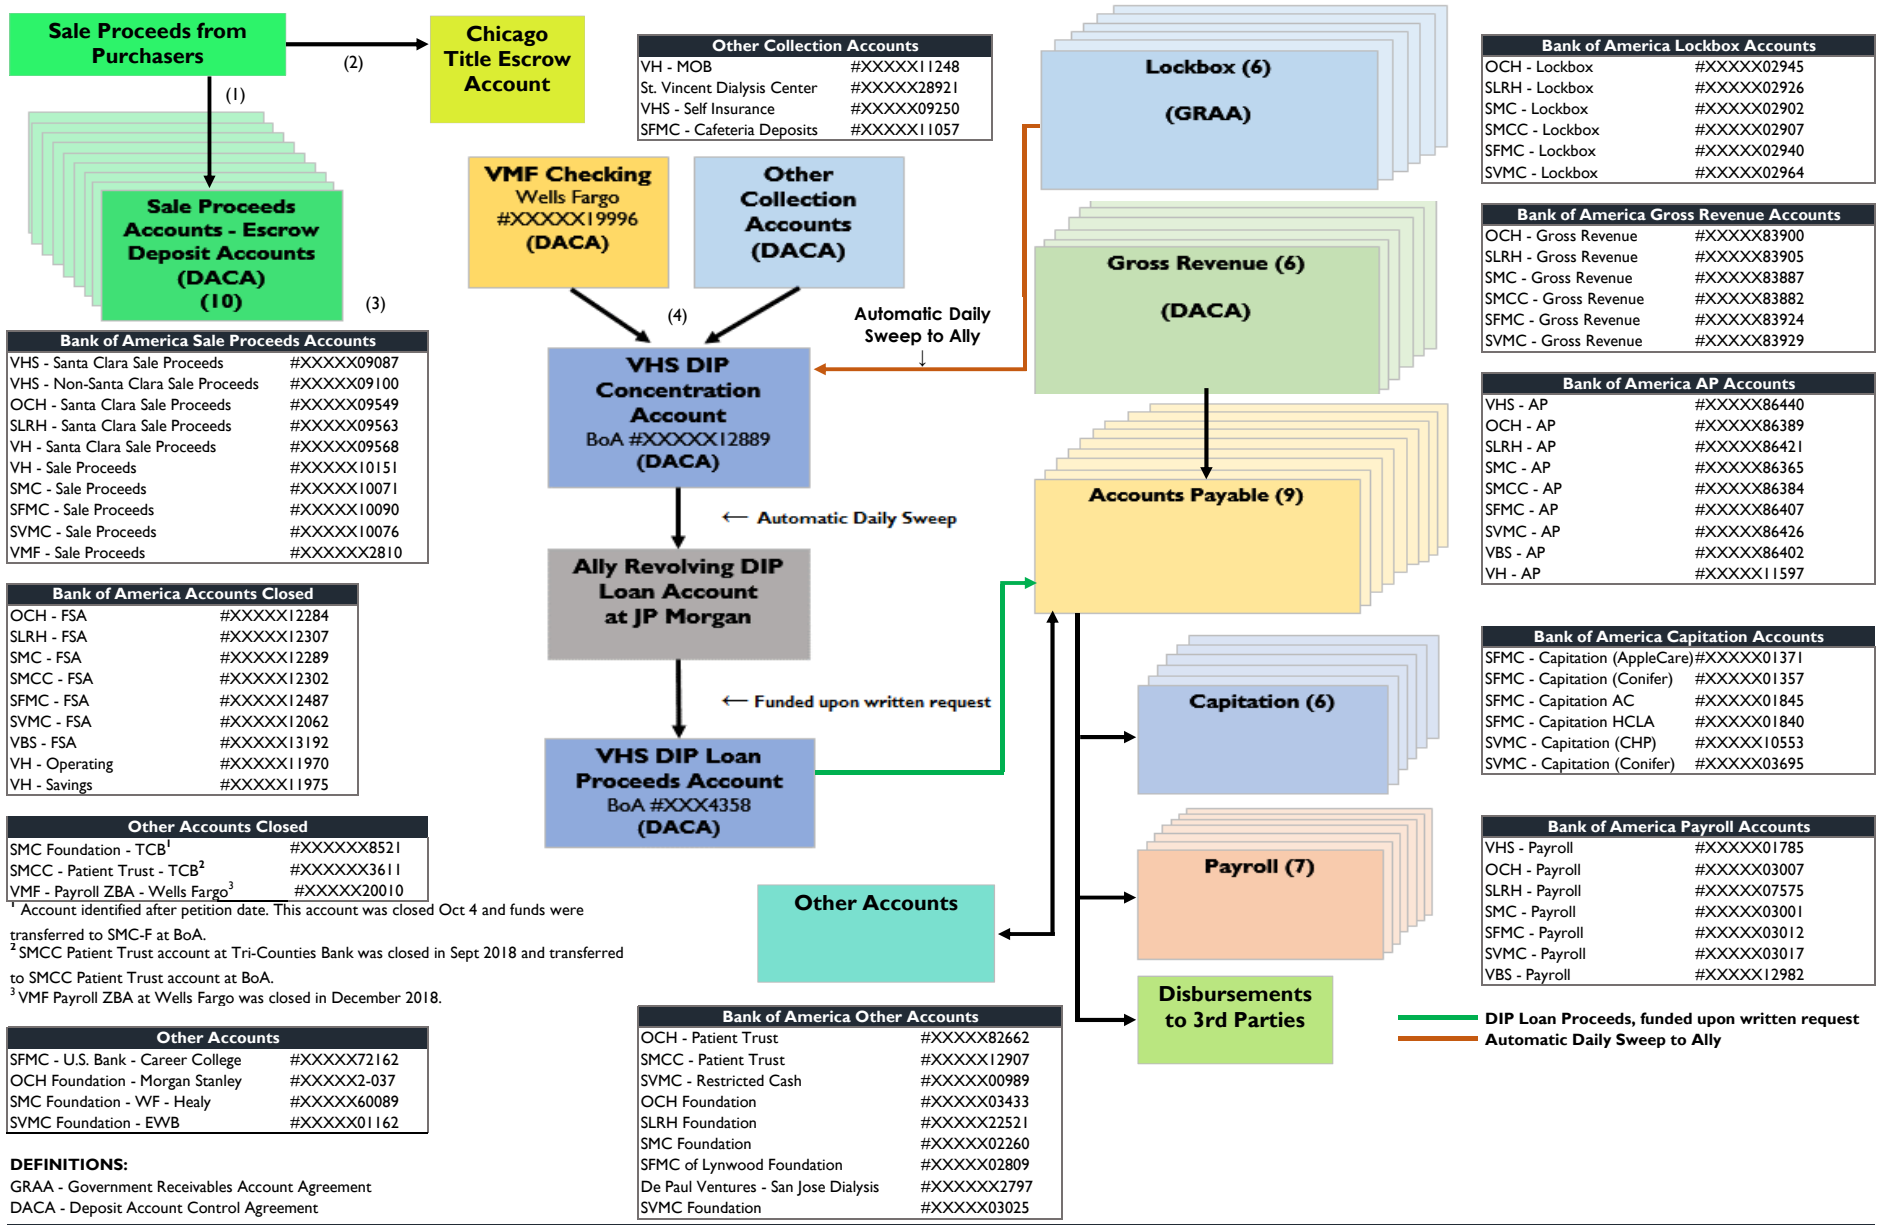 Sale Proceeds from
Purchasers
(2)
Chicago
Title Escrow
Account
(1)
Sale Proceeds
Accounts - Escrow
Deposit Accounts
(DACA)
(10)
(3)
Bank of America Sale Proceeds Accounts
VHS - Santa Clara Sale Proceeds #XXXXX09087
VHS - Non-Santa Clara Sale Proceeds #XXXXX09100
OCH - Santa Clara Sale Proceeds #XXXXX09549
SLRH - Santa Clara Sale Proceeds #XXXXX09563
VH - Santa Clara Sale Proceeds #XXXXX09568
VH - Sale Proceeds #XXXXX10151
SMC - Sale Proceeds #XXXXX10071
SFMC - Sale Proceeds #XXXXX10090
SVMC - Sale Proceeds #XXXXX10076
VMF - Sale Proceeds #XXXXXX2810
Bank of America Accounts Closed
OCH - FSA #XXXXX12284
SLRH - FSA #XXXXX12307
SMC - FSA #XXXXX12289
SMCC - FSA #XXXXX12302
SFMC - FSA #XXXXX12487
SVMC - FSA #XXXXX12062
VBS - FSA #XXXXX13192
VH - Operating #XXXXX11970
VH - Savings #XXXXX11975
Other Accounts Closed
SMC Foundation - TCB¹ #XXXXXX8521
SMCC - Patient Trust - TCB² #XXXXXX3611
VMF - Payroll ZBA - Wells Fargo³ #XXXXX20010
¹ Account identified after petition date. This account was closed Oct 4 and funds were
transferred to SMC-F at BoA.
² SMCC Patient Trust account at Tri-Counties Bank was closed in Sept 2018 and transferred
to SMCC Patient Trust account at BoA.
³ VMF Payroll ZBA at Wells Fargo was closed in December 2018.
Other Accounts
SFMC - U.S. Bank - Career College #XXXXX72162
OCH Foundation - Morgan Stanley #XXXXX2-037
SMC Foundation - WF - Healy #XXXXX60089
SVMC Foundation - EWB #XXXXX01162
DEFINITIONS:
GRAA - Government Receivables Account Agreement
DACA - Deposit Account Control Agreement
Other Collection Accounts
VH - MOB #XXXXX11248
St. Vincent Dialysis Center #XXXXX28921
VHS - Self Insurance #XXXXX09250
SFMC - Cafeteria Deposits #XXXXX11057
VMF Checking
Wells Fargo
#XXXXX19996
(DACA)
Other
Collection
Accounts
(DACA)
(4)
VHS DIP
Concentration
Account
BoA #XXXXX12889
(DACA)
Automatic Daily
Sweep to Ally
↓
← Automatic Daily Sweep
Ally Revolving DIP
Loan Account
at JP Morgan
← Funded upon written request
VHS DIP Loan
Proceeds Account
BoA #XXX4358
(DACA)
Other Accounts
Bank of America Other Accounts
OCH - Patient Trust #XXXXX82662
SMCC - Patient Trust #XXXXX12907
SVMC - Restricted Cash #XXXXX00989
OCH Foundation #XXXXX03433
SLRH Foundation #XXXXX22521
SMC Foundation #XXXXX02260
SFMC of Lynwood Foundation #XXXXX02809
De Paul Ventures - San Jose Dialysis #XXXXXX2797
SVMC Foundation #XXXXX03025
Lockbox (6)
(GRAA)
Gross Revenue (6)
(DACA)
Accounts Payable (9)
Capitation (6)
Payroll (7)
Disbursements
to 3rd Parties
Bank of America Lockbox Accounts
OCH - Lockbox #XXXXX02945
SLRH - Lockbox #XXXXX02926
SMC - Lockbox #XXXXX02902
SMCC - Lockbox #XXXXX02907
SFMC - Lockbox #XXXXX02940
SVMC - Lockbox #XXXXX02964
Bank of America Gross Revenue Accounts
OCH - Gross Revenue #XXXXX83900
SLRH - Gross Revenue #XXXXX83905
SMC - Gross Revenue #XXXXX83887
SMCC - Gross Revenue #XXXXX83882
SFMC - Gross Revenue #XXXXX83924
SVMC - Gross Revenue #XXXXX83929
Bank of America AP Accounts
VHS - AP #XXXXX86440
OCH - AP #XXXXX86389
SLRH - AP #XXXXX86421
SMC - AP #XXXXX86365
SMCC - AP #XXXXX86384
SFMC - AP #XXXXX86407
SVMC - AP #XXXXX86426
VBS - AP #XXXXX86402
VH - AP #XXXXX11597
Bank of America Capitation Accounts
SFMC - Capitation (AppleCare) #XXXXX01371
SFMC - Capitation (Conifer) #XXXXX01357
SFMC - Capitation AC #XXXXX01845
SFMC - Capitation HCLA #XXXXX01840
SVMC - Capitation (CHP) #XXXXX10553
SVMC - Capitation (Conifer) #XXXXX03695
Bank of America Payroll Accounts
VHS - Payroll #XXXXX01785
OCH - Payroll #XXXXX03007
SLRH - Payroll #XXXXX07575
SMC - Payroll #XXXXX03001
SFMC - Payroll #XXXXX03012
SVMC - Payroll #XXXXX03017
VBS - Payroll #XXXXX12982
DIP Loan Proceeds, funded upon written request
Automatic Daily Sweep to Ally